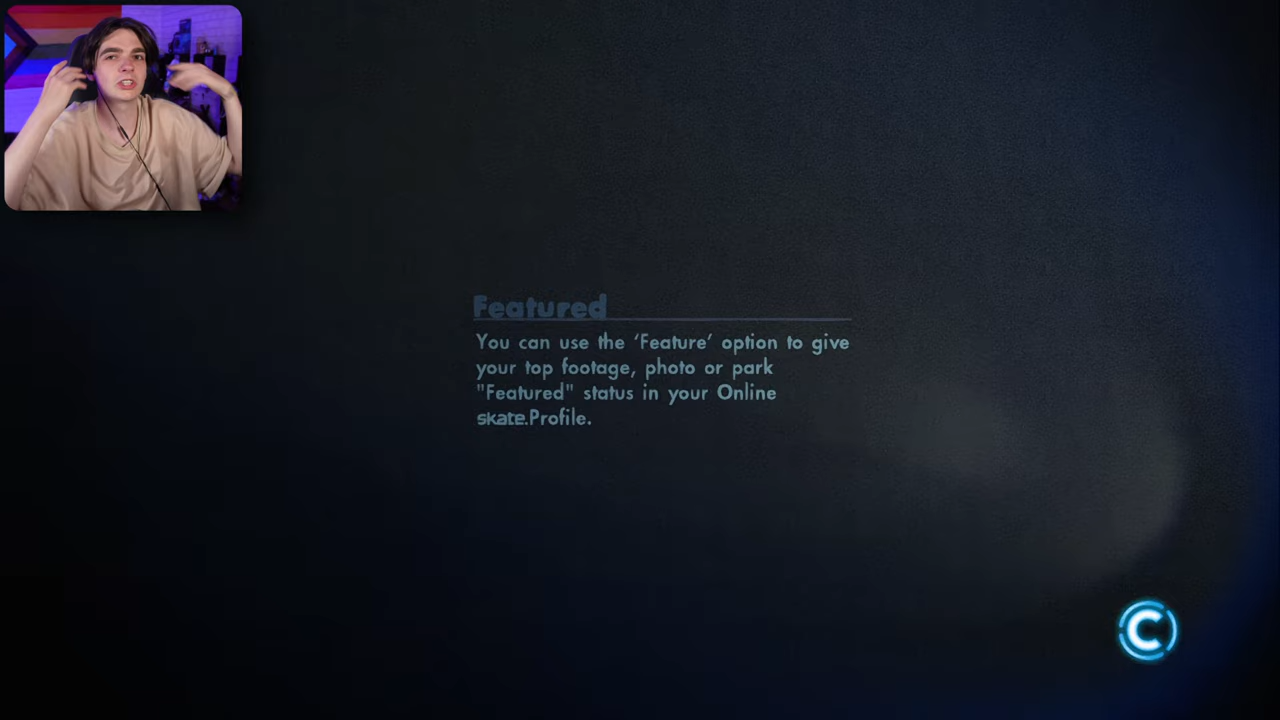 Featured
You can use the ‘Feature’ option to give
your top footage, photo or park
"Featured" status in your Online
skate.Profile.
C